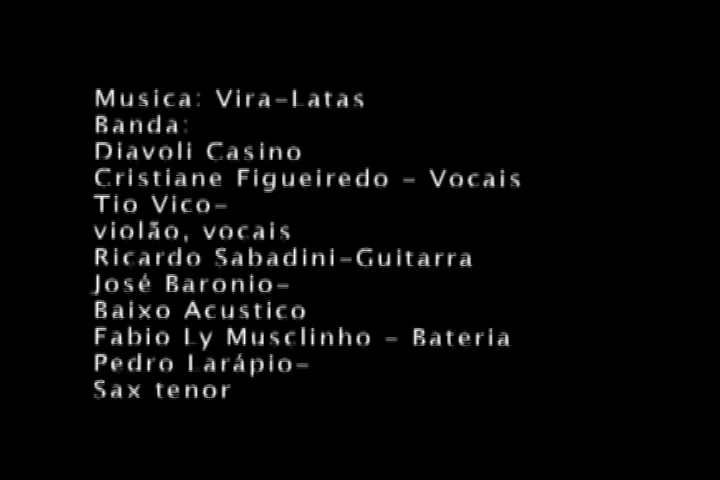 Musica: Vira-Latas
Banda:
Diavoli Casino
Cristiane Figueiredo - Vocais
Tio Vico-
violão, vocais
Ricardo Sabadini-Guitarra
José Baronio-
Baixo Acustico
Fabio Ly Musclinho - Bateria
Pedro Larápio-
Sax tenor